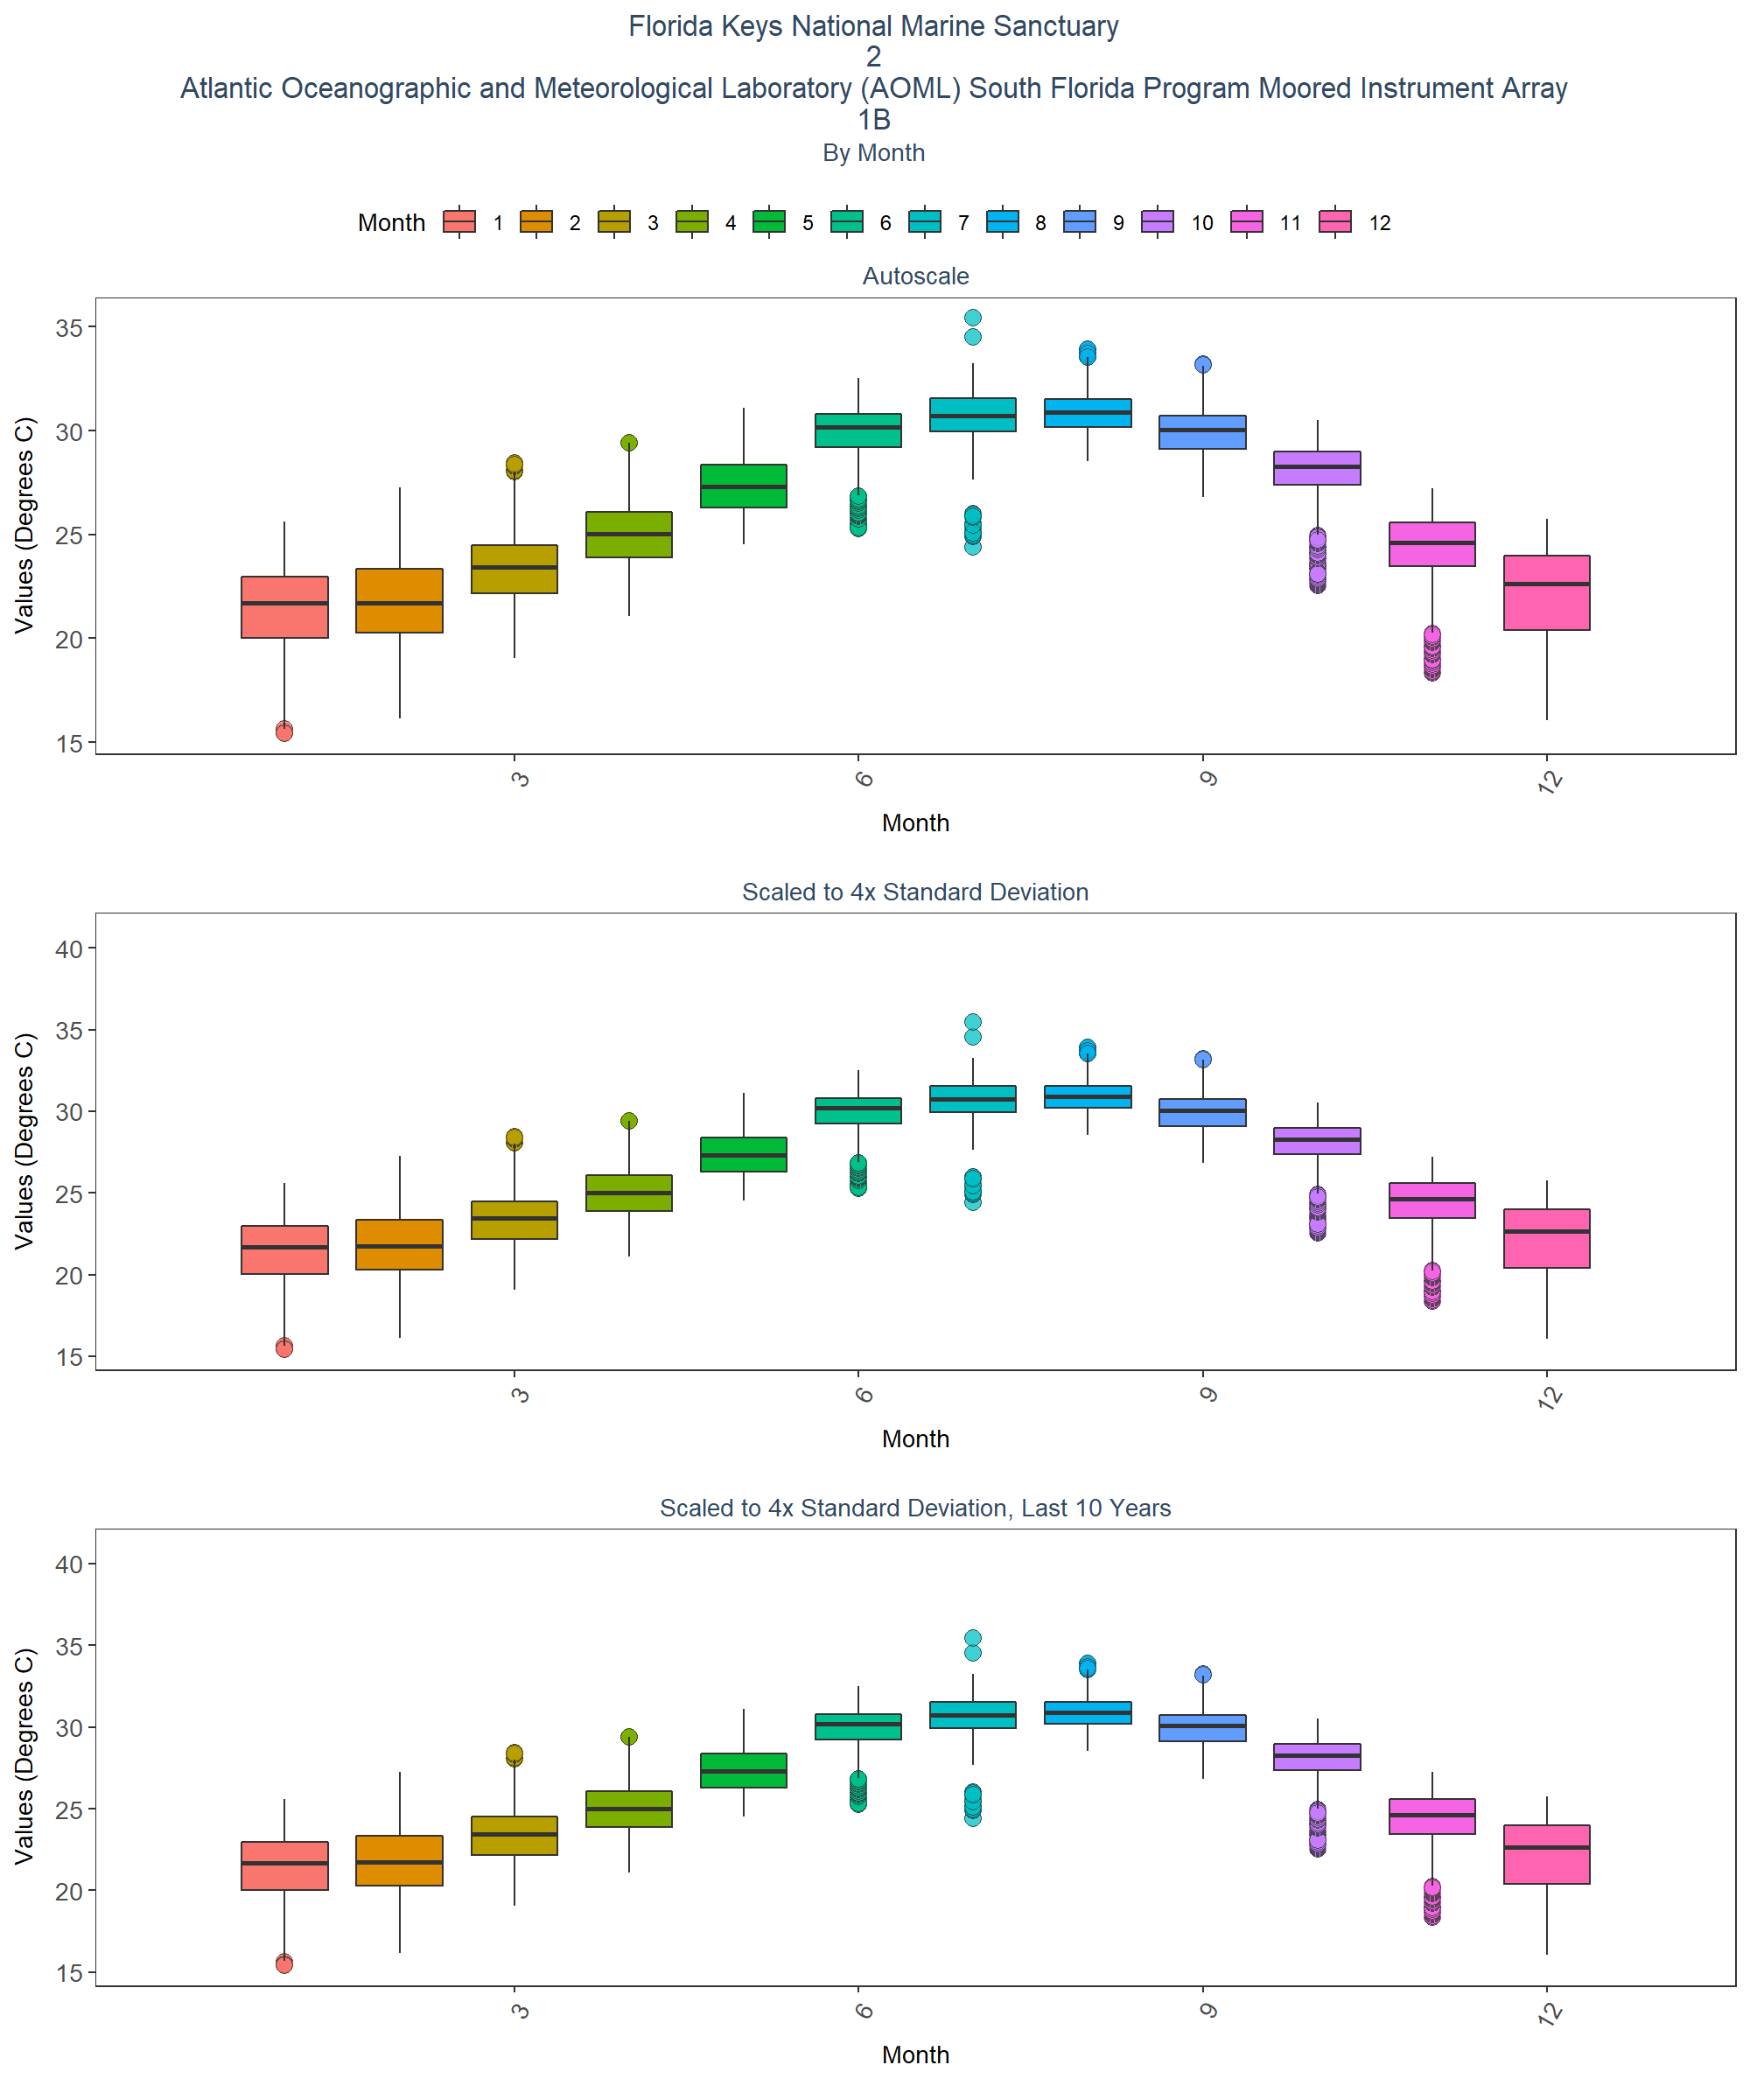 Florida Keys National Marine Sanctuary
2
Atlantic Oceanographic and Meteorological Laboratory (AOML) South Florida Program Moored Instrument Array
1B
By Month
Month 1 2 3 4 5 6 7 8 9 10 11 12
Autoscale
Values (Degrees C)
35
30
25
20
15
3 6 9 12
Month
Scaled to 4x Standard Deviation
Values (Degrees C)
40
35
30
25
20
15
3 6 9 12
Month
Scaled to 4x Standard Deviation, Last 10 Years
Values (Degrees C)
40
35
30
25
20
15
3 6 9 12
Month